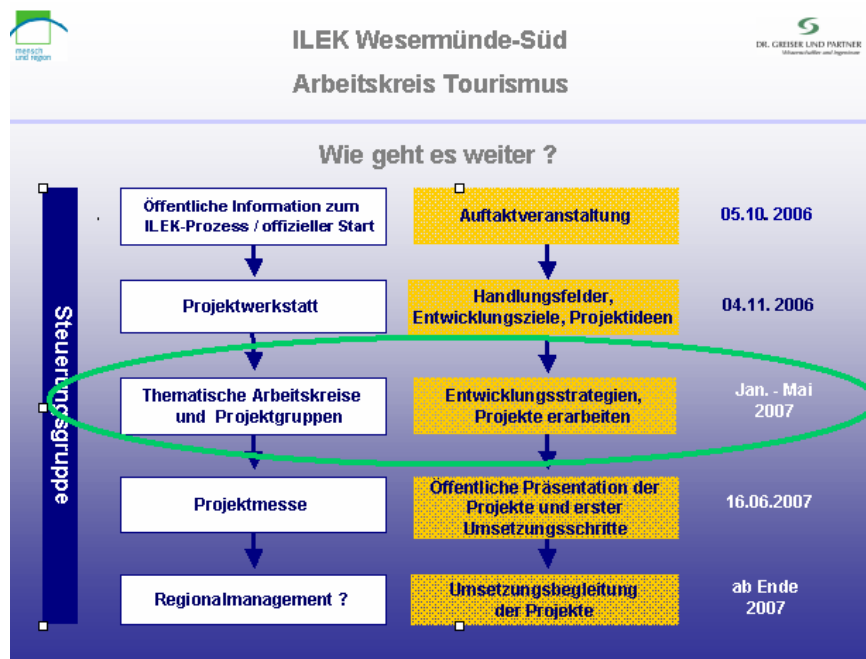 mensch
und region
ILEK Wesermünde-Süd
DR. GREISER UND PARTNER
Wissenschaftler und Ingenieure
Arbeitskreis Tourismus
Wie geht es weiter ?
Steuerungsgruppe
Öffentliche Information zum
ILEK-Prozess / offizieller Start
Auftaktveranstaltung
05.10. 2006
Projektwerkstatt
Handlungsfelder,
Entwicklungsziele, Projektideen
04.11. 2006
Thematische Arbeitskreise
und Projektgruppen
Entwicklungsstrategien,
Projekte erarbeiten
Jan. - Mai
2007
Projektmesse
Öffentliche Präsentation der
Projekte und erster
Umsetzungsschritte
16.06.2007
Regionalmanagement ?
Umsetzungsbegleitung
der Projekte
ab Ende
2007